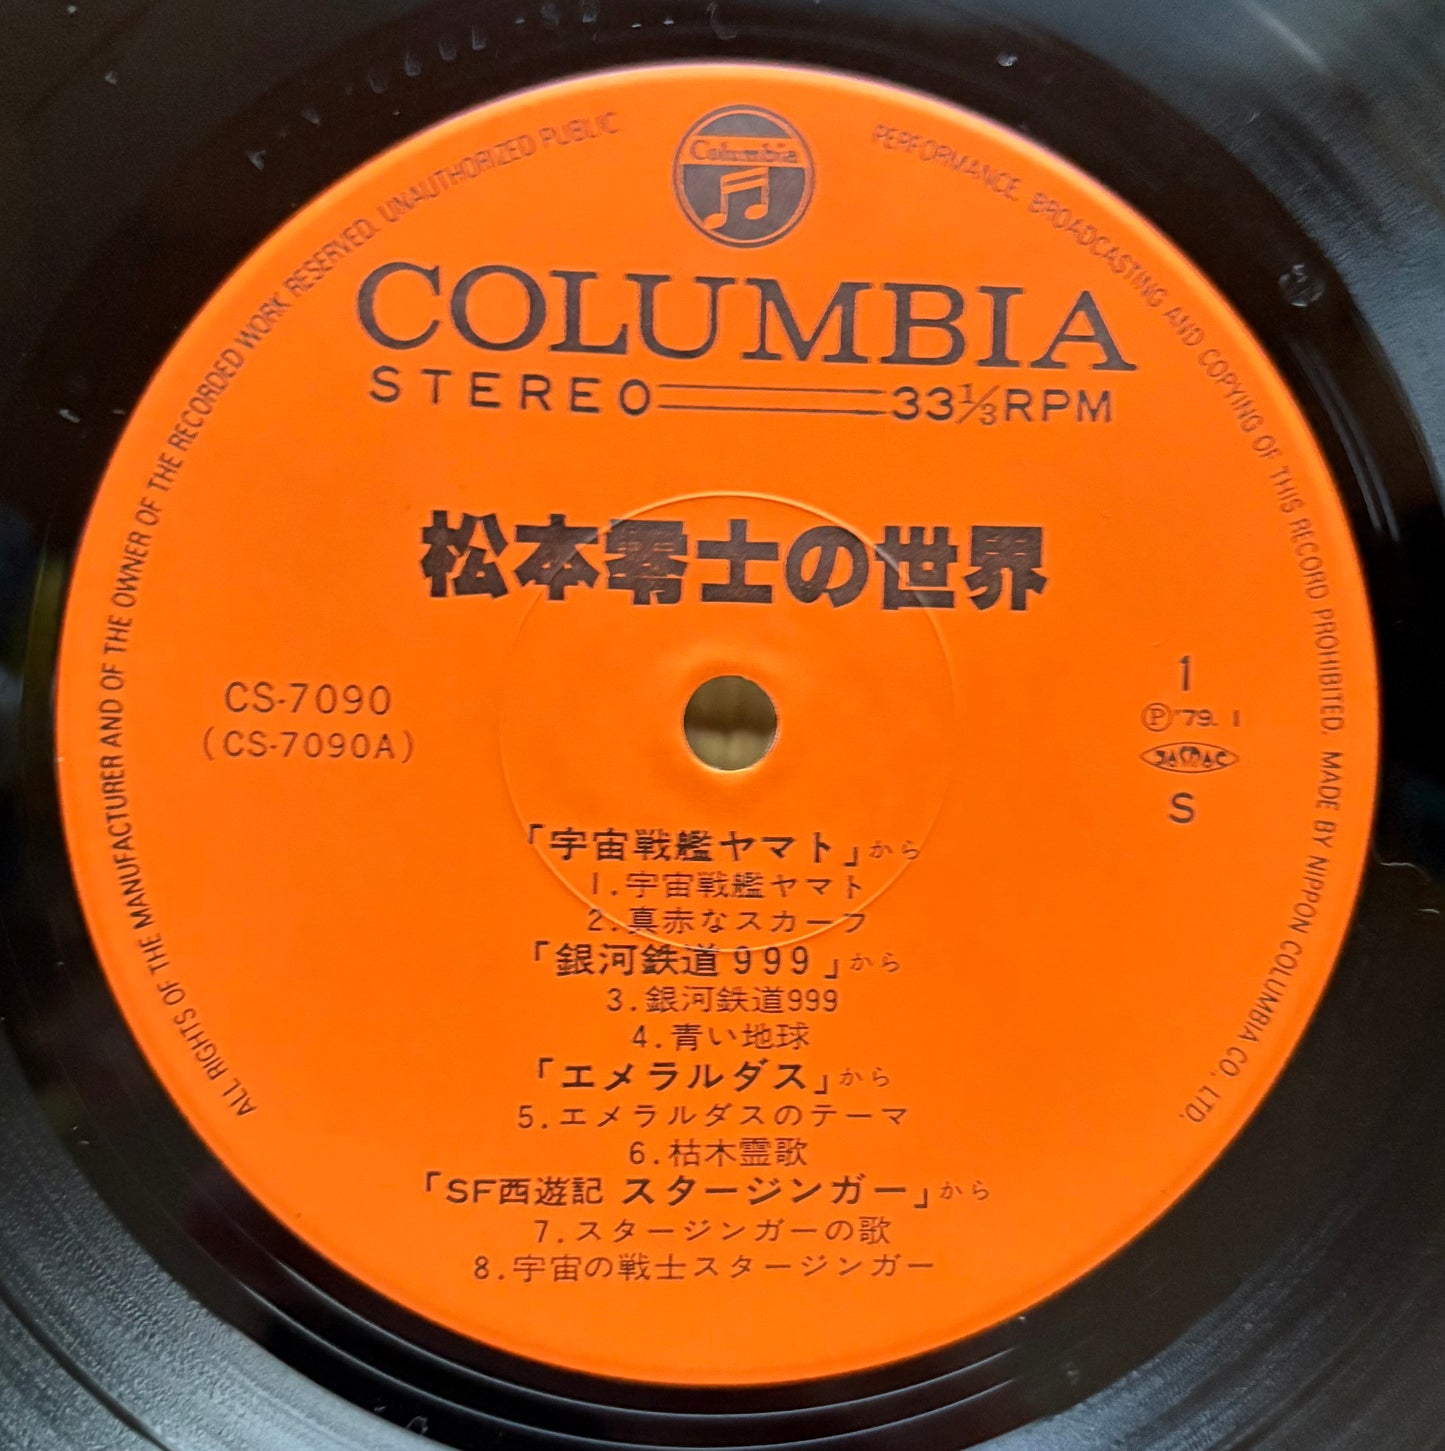 Columbia
COLUMBIA
STEREO 33⅓RPM
松本零士の世界
CS-7090
(CS-7090A)
1
Ⓟ'79. 1
JASRAC
S
「宇宙戦艦ヤマト」から
1.宇宙戦艦ヤマト
2.真赤なスカーフ
「銀河鉄道999」から
3.銀河鉄道999
4.青い地球
「エメラルダス」から
5.エメラルダスのテーマ
6.枯木霊歌
「SF西遊記 スタージンガー」から
7.スタージンガーの歌
8.宇宙の戦士スタージンガー
ALL RIGHTS OF THE MANUFACTURER AND OF THE OWNER OF THE RECORDED WORK RESERVED. UNAUTHORIZED PUBLIC PERFORMANCE. BROADCASTING AND COPYING OF THIS RECORD PROHIBITED. MADE BY NIPPON COLUMBIA CO., LTD.